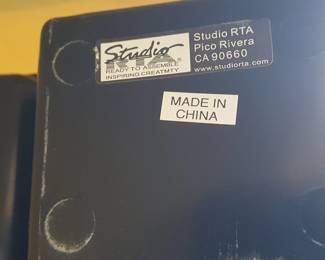 Studio
RTA®
READY TO ASSEMBLE
INSPIRING CREATIVITY
Studio RTA
Pico Rivera
CA 90660
www.studiorta.com
MADE IN
CHINA